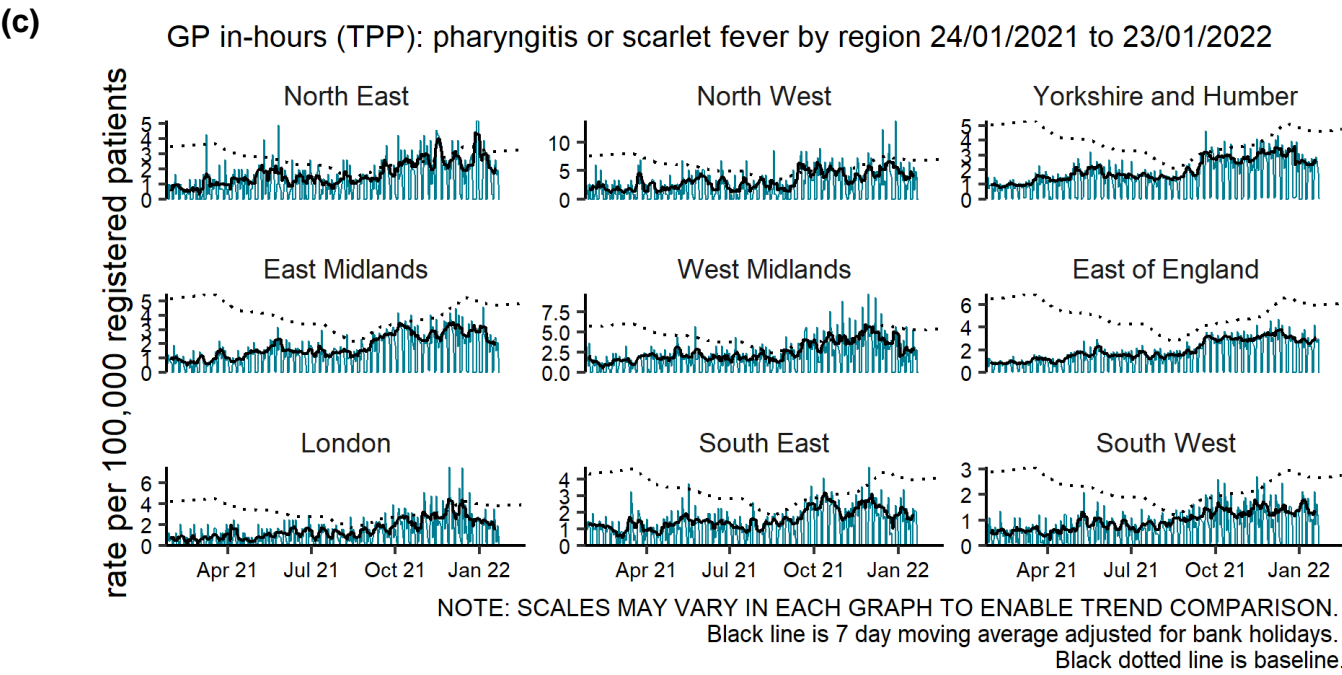 (c)
GP in-hours (TPP): pharyngitis or scarlet fever by region 24/01/2021 to 23/01/2022
rate per 100,000 registered patients
North East
5
4
3
2
1
0
North West
10
5
0
Yorkshire and Humber
5
4
3
2
1
0
East Midlands
5
4
3
2
1
0
West Midlands
7.5
5.0
2.5
0.0
East of England
6
4
2
0
London
6
4
2
0
Apr 21 Jul 21 Oct 21 Jan 22
South East
4
3
2
1
0
Apr 21 Jul 21 Oct 21 Jan 22
South West
3
2
1
0
Apr 21 Jul 21 Oct 21 Jan 22
NOTE: SCALES MAY VARY IN EACH GRAPH TO ENABLE TREND COMPARISON.
Black line is 7 day moving average adjusted for bank holidays.
Black dotted line is baseline.